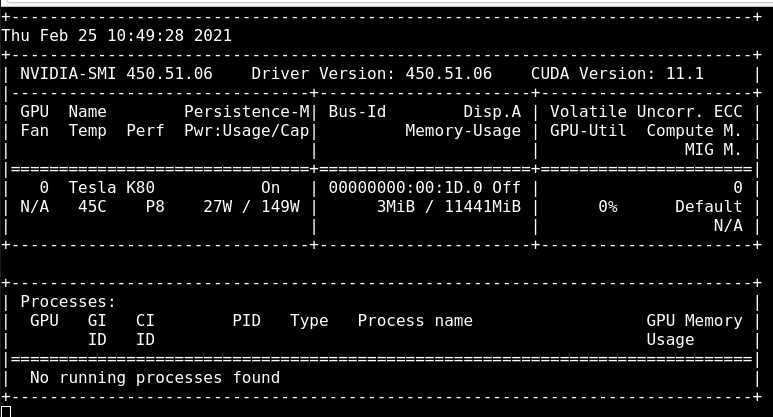 +-----------------------------------------------------------------------------+
Thu Feb 25 10:49:28 2021
+-----------------------------------------------------------------------------+
| NVIDIA-SMI 450.51.06    Driver Version: 450.51.06    CUDA Version: 11.1     |
|-------------------------------+----------------------+----------------------+
| GPU  Name        Persistence-M| Bus-Id        Disp.A | Volatile Uncorr. ECC |
| Fan  Temp  Perf  Pwr:Usage/Cap|         Memory-Usage | GPU-Util  Compute M. |
|                               |                      |               MIG M. |
|===============================+======================+======================|
|   0  Tesla K80           On   | 00000000:00:1D.0 Off |                    0 |
| N/A   45C    P8    27W / 149W |      3MiB / 11441MiB |      0%      Default |
|                               |                      |                  N/A |
+-------------------------------+----------------------+----------------------+
+-----------------------------------------------------------------------------+
| Processes:                                                                  |
|  GPU   GI   CI        PID   Type   Process name                  GPU Memory |
|        ID   ID                                                   Usage      |
|=============================================================================|
|  No running processes found                                                 |
+-----------------------------------------------------------------------------+